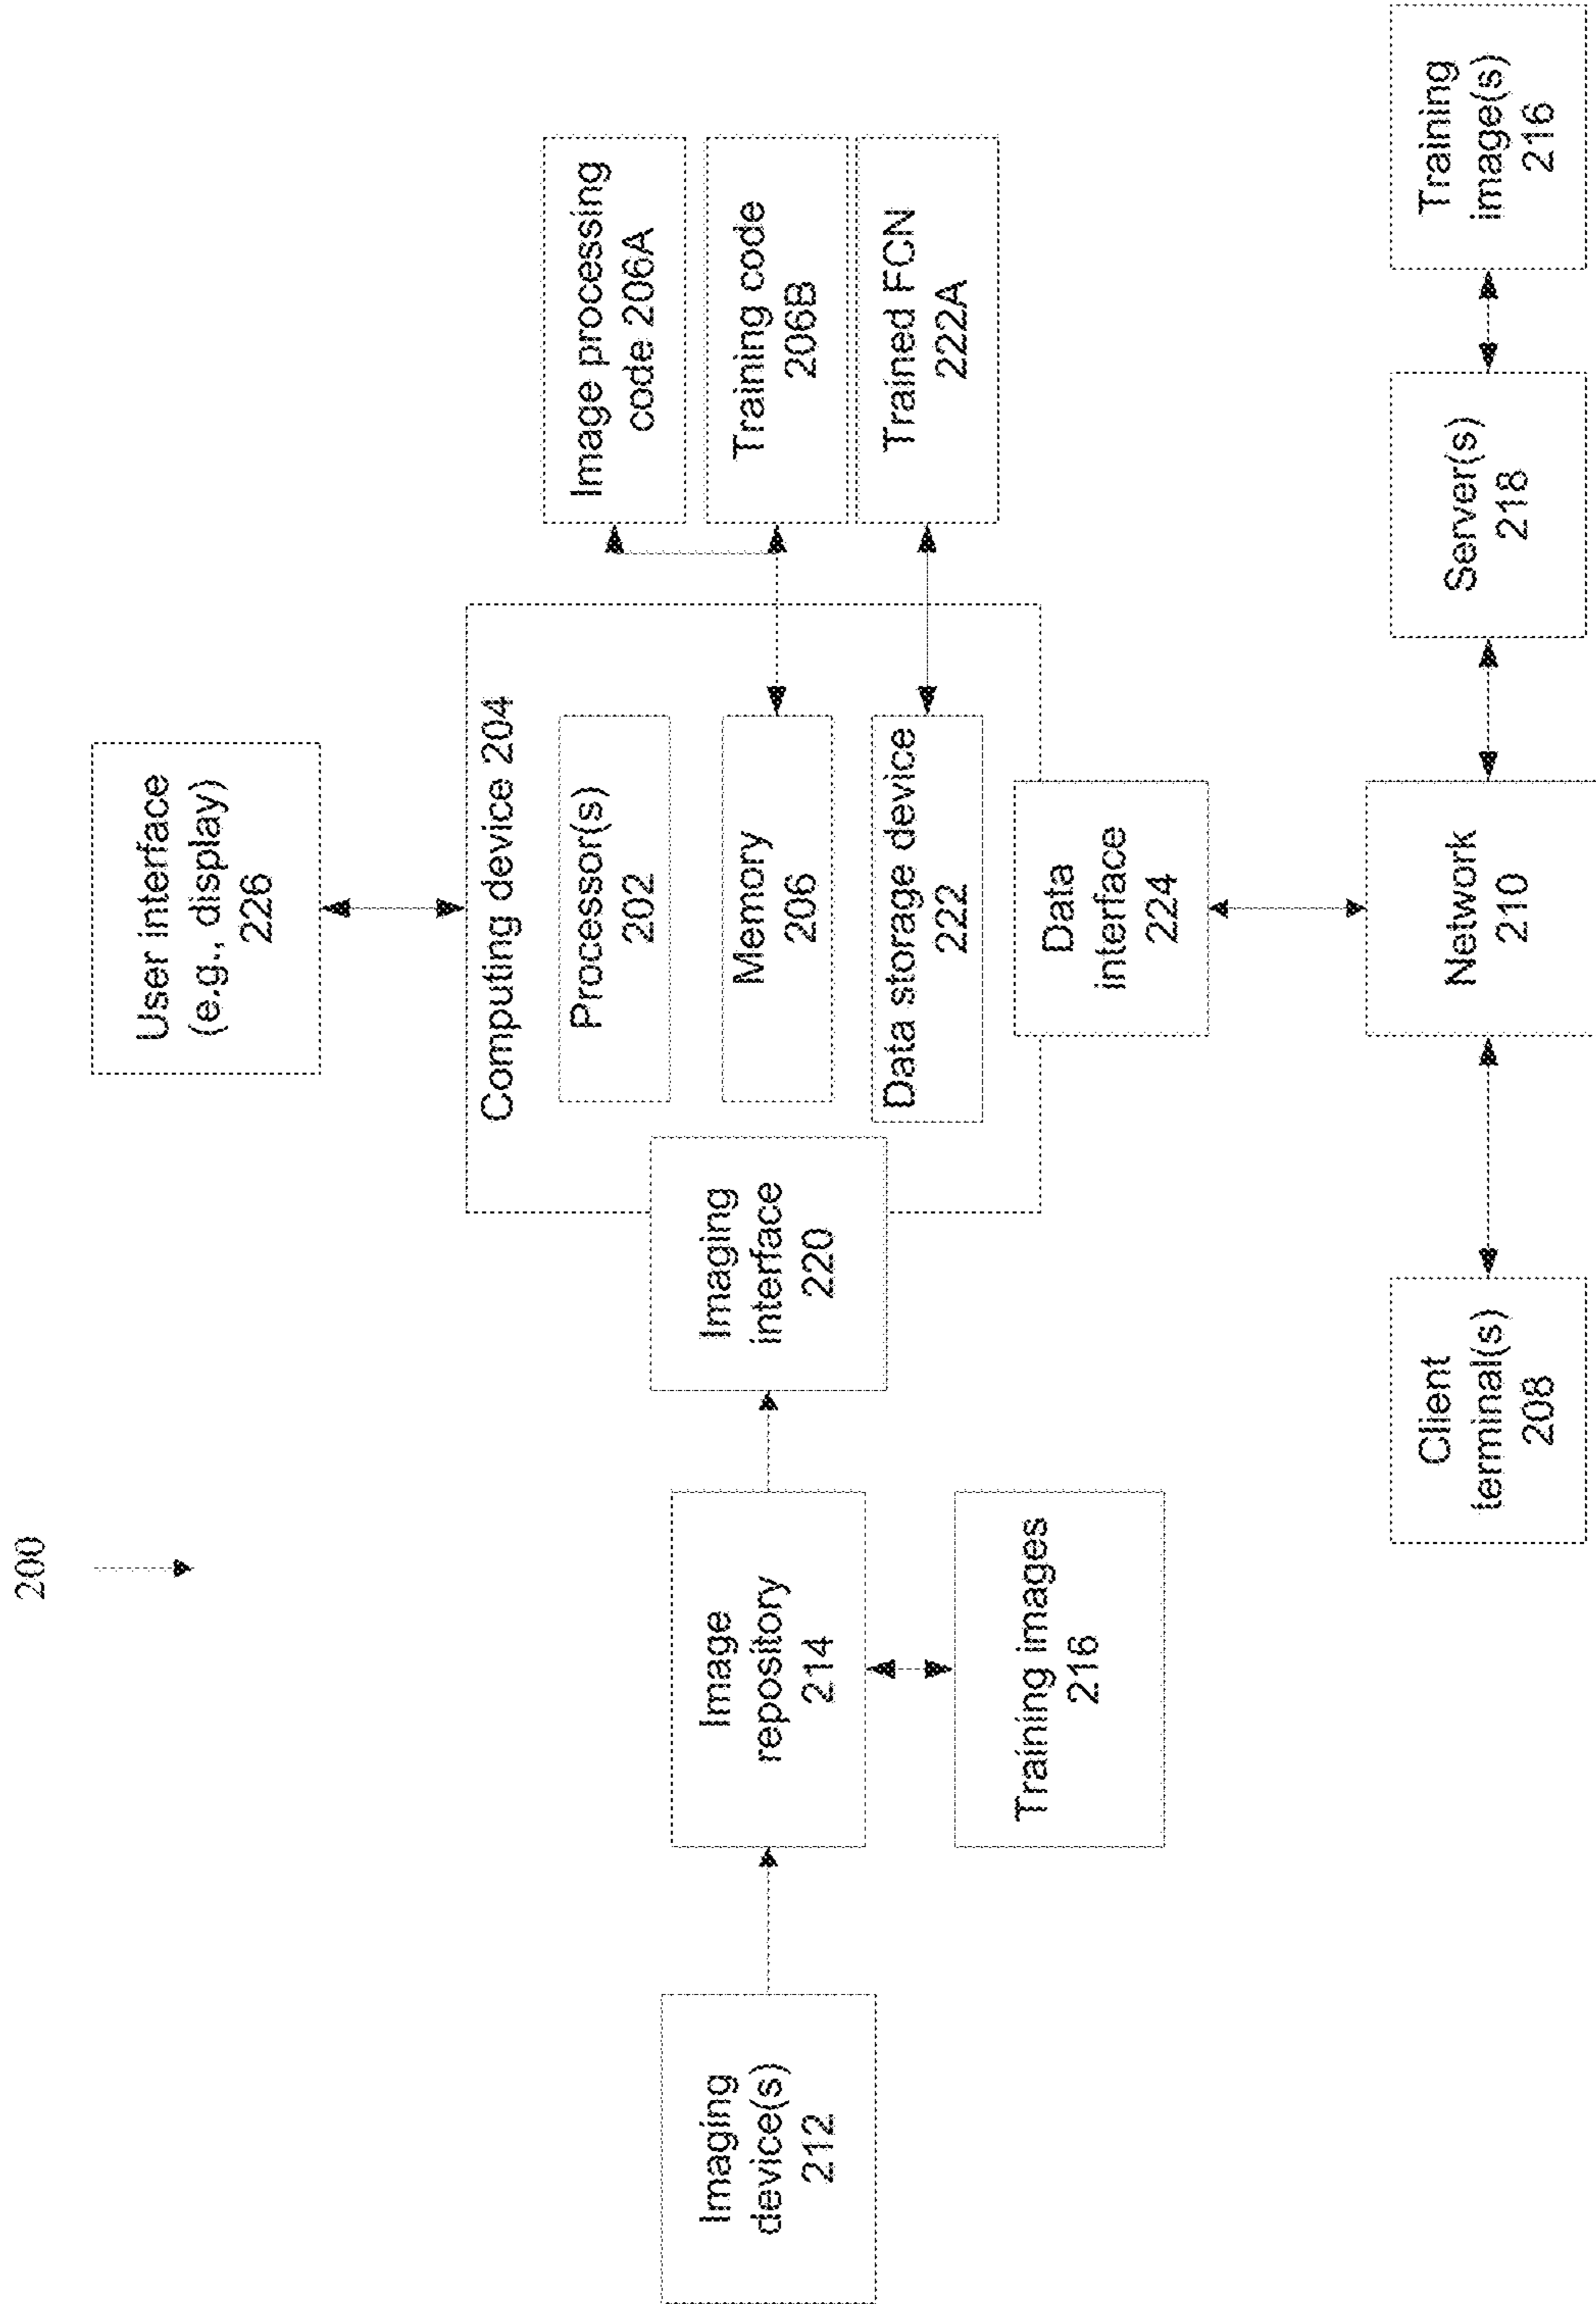 200
User interface
(e.g., display)
226
Computing device 204
Processor(s)
202
Memory
206
Data storage device
222
Image processing
code 206A
Training code
206B
Trained FCN
222A
Imaging
device(s)
212
Image
repository
214
Imaging
interface
220
Training images
216
Data
interface
224
Client
terminal(s)
208
Network
210
Server(s)
218
Training
image(s)
216